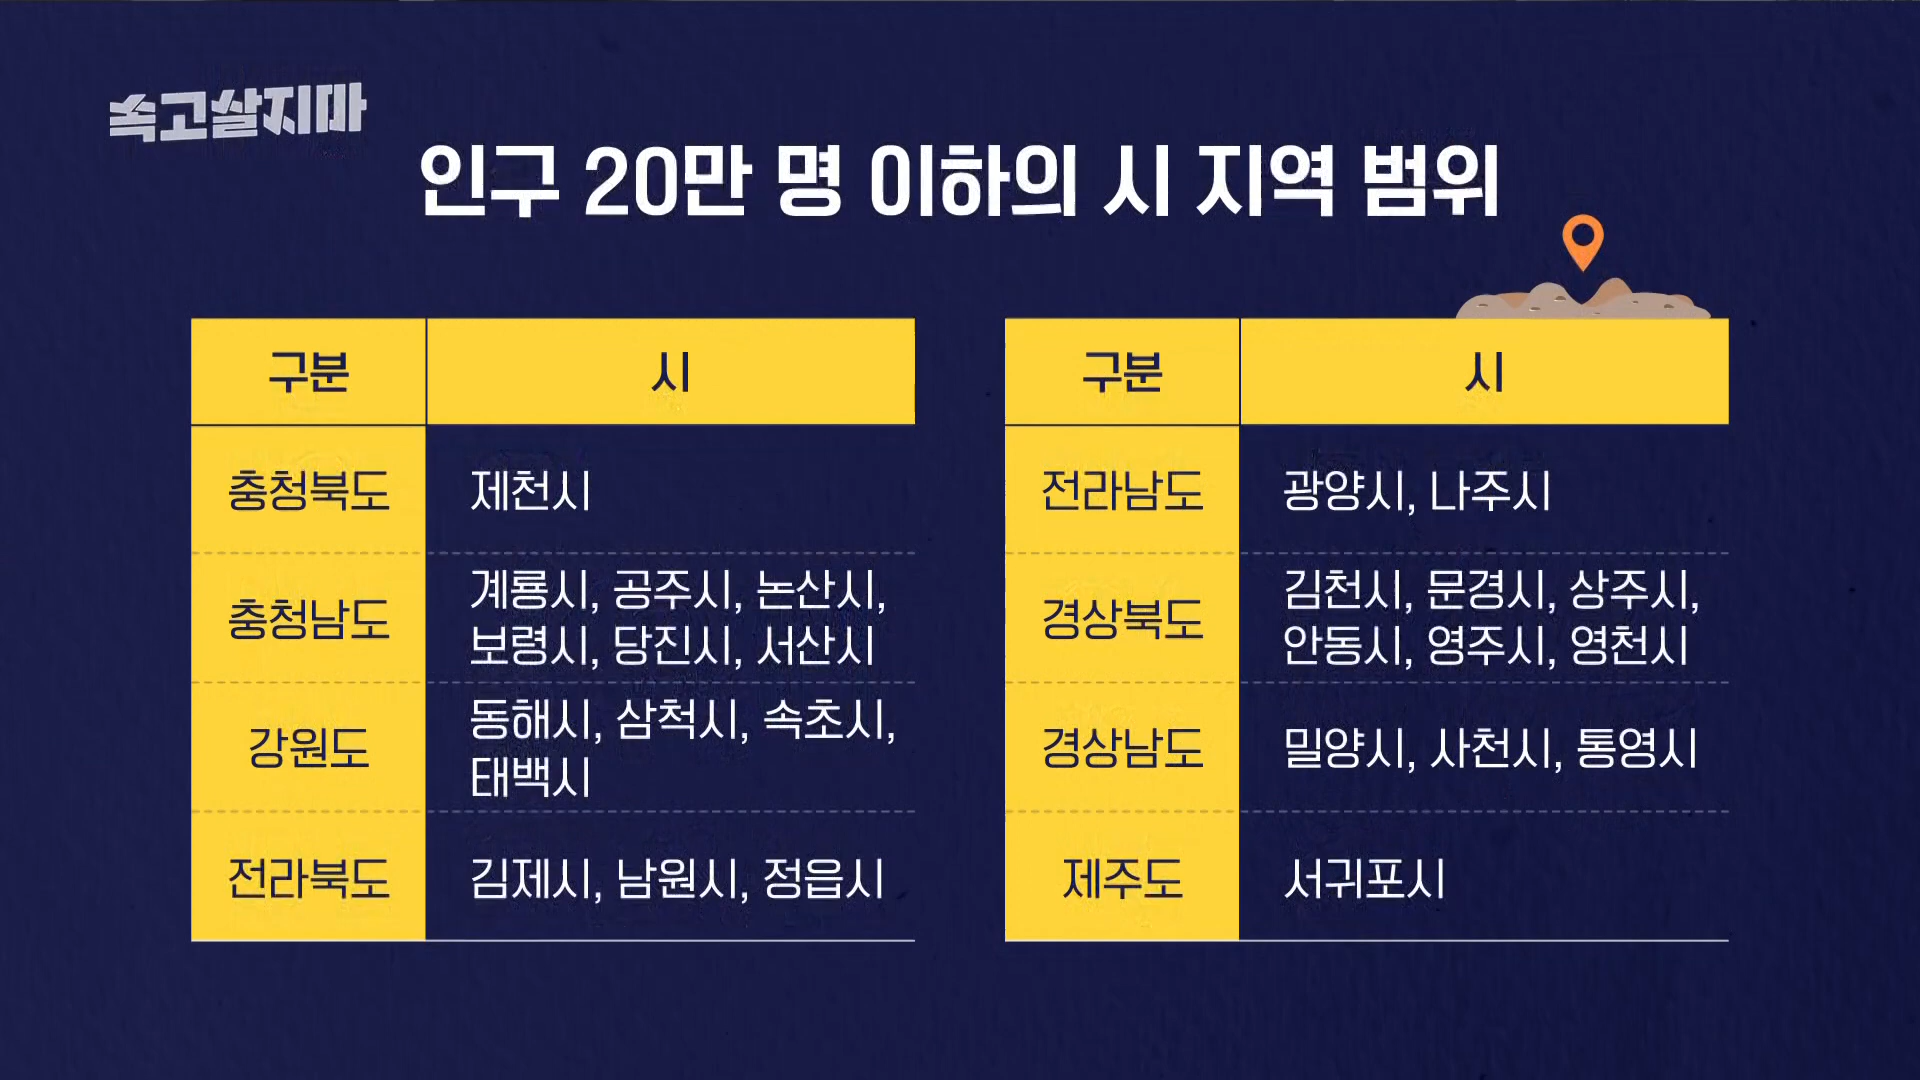 속고살지마
인구 20만 명 이하의 시 지역 범위
구분 시
충청북도 제천시
충청남도 계룡시, 공주시, 논산시,
보령시, 당진시, 서산시
강원도 동해시, 삼척시, 속초시,
태백시
전라북도 김제시, 남원시, 정읍시
구분 시
전라남도 광양시, 나주시
경상북도 김천시, 문경시, 상주시,
안동시, 영주시, 영천시
경상남도 밀양시, 사천시, 통영시
제주도 서귀포시